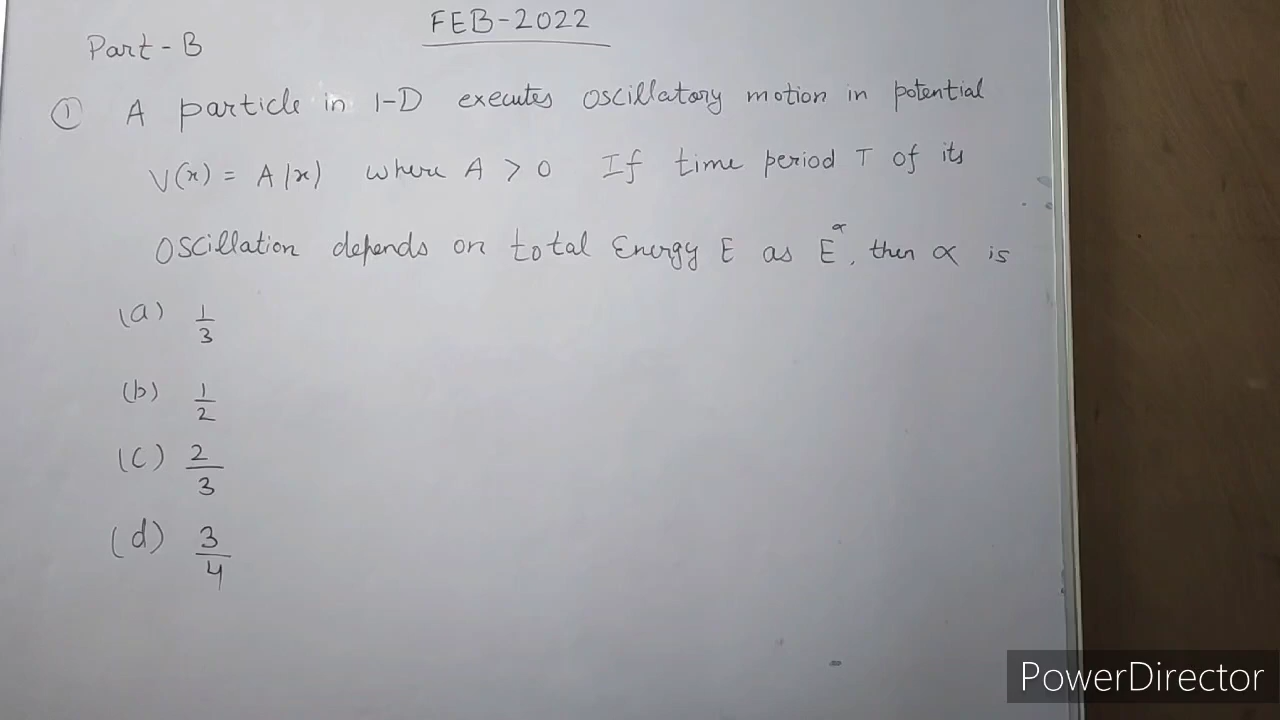 FEB-2022
Part-B
① A particle in 1-D executes oscillatory motion in potential
V(x) = A|x| where A > 0 If time period T of its
oscillation depends on total Energy E as E^α, then α is
(a) 1/3
(b) 1/2
(c) 2/3
(d) 3/4
PowerDirector